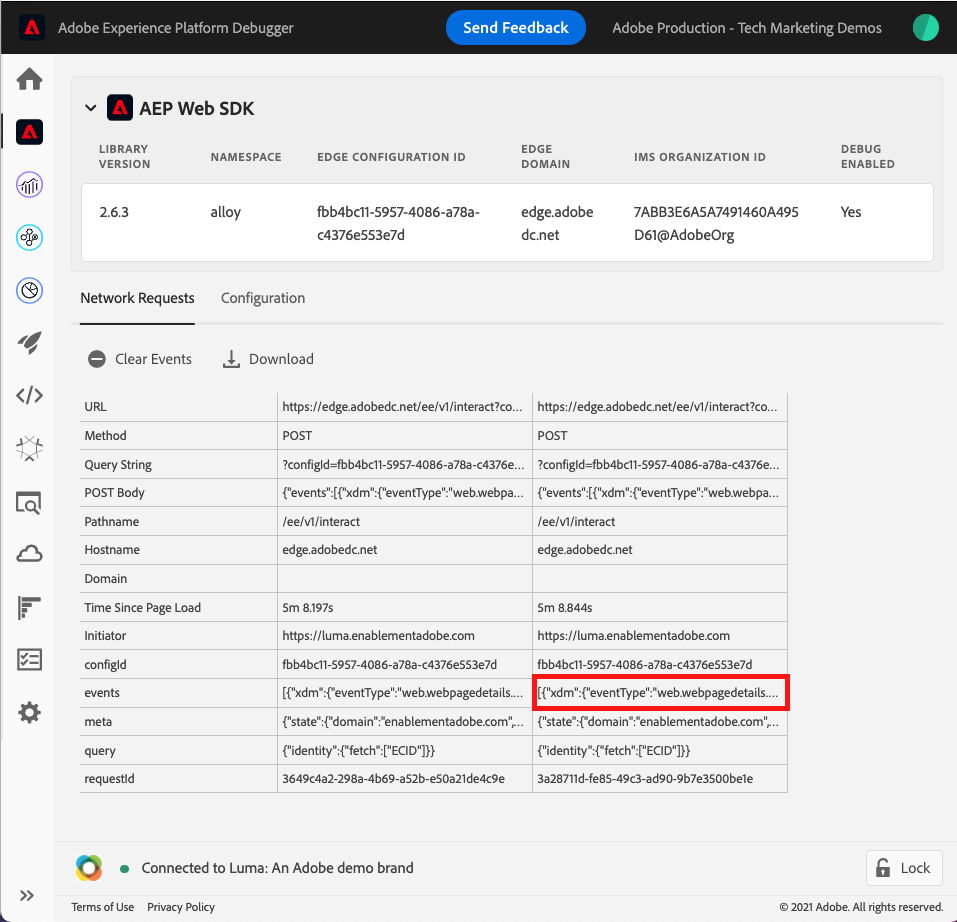 Adobe Experience Platform Debugger
Send Feedback
Adobe Production - Tech Marketing Demos
AEP Web SDK
LIBRARY VERSION
NAMESPACE
EDGE CONFIGURATION ID
EDGE DOMAIN
IMS ORGANIZATION ID
DEBUG ENABLED
2.6.3
alloy
fbb4bc11-5957-4086-a78a-
c4376e553e7d
edge.adobe
dc.net
7ABB3E6A5A7491460A495
D61@AdobeOrg
Yes
Network Requests Configuration
Clear Events Download
URL https://edge.adobedc.net/ee/v1/interact?co... https://edge.adobedc.net/ee/v1/interact?co...
Method POST POST
Query String ?configId=fbb4bc11-5957-4086-a78a-c4376e... ?configId=fbb4bc11-5957-4086-a78a-c4376e...
POST Body {"events":[{"xdm":{"eventType":"web.webpa... {"events":[{"xdm":{"eventType":"web.webpa...
Pathname /ee/v1/interact /ee/v1/interact
Hostname edge.adobedc.net edge.adobedc.net
Domain
Time Since Page Load 5m 8.197s 5m 8.844s
Initiator https://luma.enablementadobe.com https://luma.enablementadobe.com
configId fbb4bc11-5957-4086-a78a-c4376e553e7d fbb4bc11-5957-4086-a78a-c4376e553e7d
events [{"xdm":{"eventType":"web.webpagedetails.... [{"xdm":{"eventType":"web.webpagedetails....
meta {"state":{"domain":"enablementadobe.com",... {"state":{"domain":"enablementadobe.com",...
query {"identity":{"fetch":["ECID"]}} {"identity":{"fetch":["ECID"]}}
requestId 3649c4a2-298a-4b69-a52b-e50a21de4c9e 3a28711d-fe85-49c3-ad90-9b7e3500be1e
Connected to Luma: An Adobe demo brand
Lock
Terms of Use Privacy Policy
© 2021 Adobe. All rights reserved.